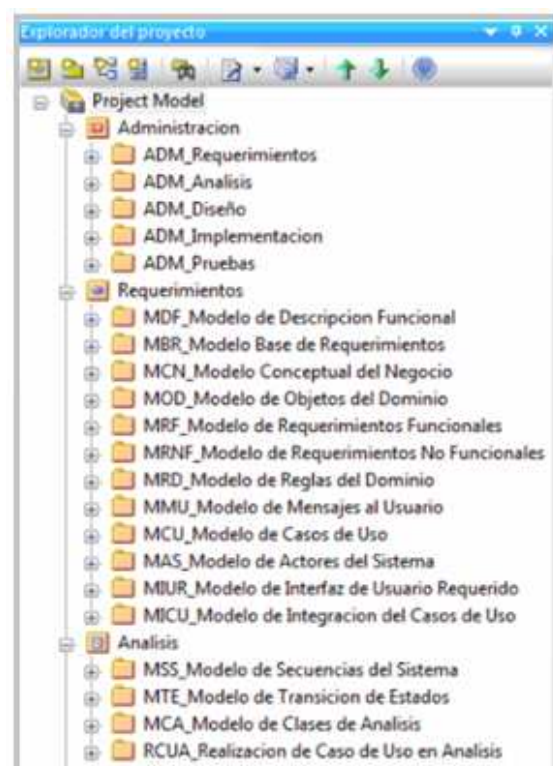 Explorador del proyecto
Project Model
Administracion
ADM_Requerimientos
ADM_Analisis
ADM_Diseño
ADM_Implementacion
ADM_Pruebas
Requerimientos
MDF_Modelo de Descripcion Funcional
MBR_Modelo Base de Requerimientos
MCN_Modelo Conceptual del Negocio
MOD_Modelo de Objetos del Dominio
MRF_Modelo de Requerimientos Funcionales
MRNF_Modelo de Requerimientos No Funcionales
MRD_Modelo de Reglas del Dominio
MMU_Modelo de Mensajes al Usuario
MCU_Modelo de Casos de Uso
MAS_Modelo de Actores del Sistema
MIUR_Modelo de Interfaz de Usuario Requerido
MICU_Modelo de Integracion del Casos de Uso
Analisis
MSS_Modelo de Secuencias del Sistema
MTE_Modelo de Transicion de Estados
MCA_Modelo de Clases de Analisis
RCUA_Realizacion de Caso de Uso en Analisis